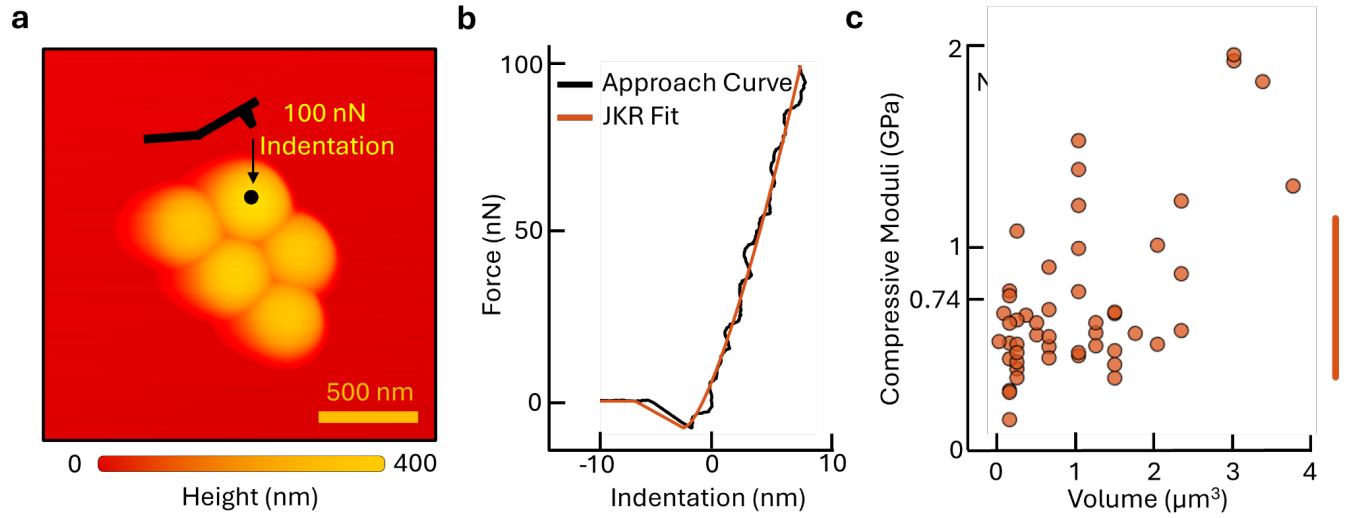 a
100 nN
Indentation
500 nm
0
400
Height (nm)
b
100
50
0
Approach Curve
JKR Fit
Force (nN)
-10
0
10
Indentation (nm)
c
2
1
0.74
0
Compressive Moduli (GPa)
0
1
2
3
4
Volume (µm³)